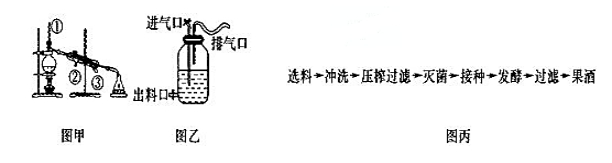 ①
②
③
进气口
排气口
出料口
选料→冲洗→压榨过滤→灭菌→接种→发酵→过滤→果酒
图甲
图乙
图丙